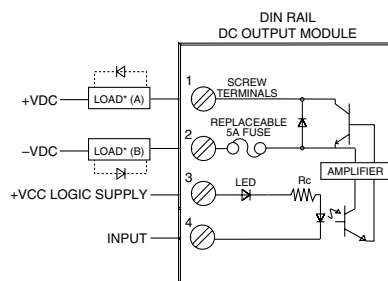 DIN RAIL
DC OUTPUT MODULE
1
SCREW
TERMINALS
+VDC
LOAD* (A)
REPLACEABLE
5A FUSE
2
–VDC
LOAD* (B)
AMPLIFIER
3
LED
Rc
+VCC LOGIC SUPPLY
4
INPUT